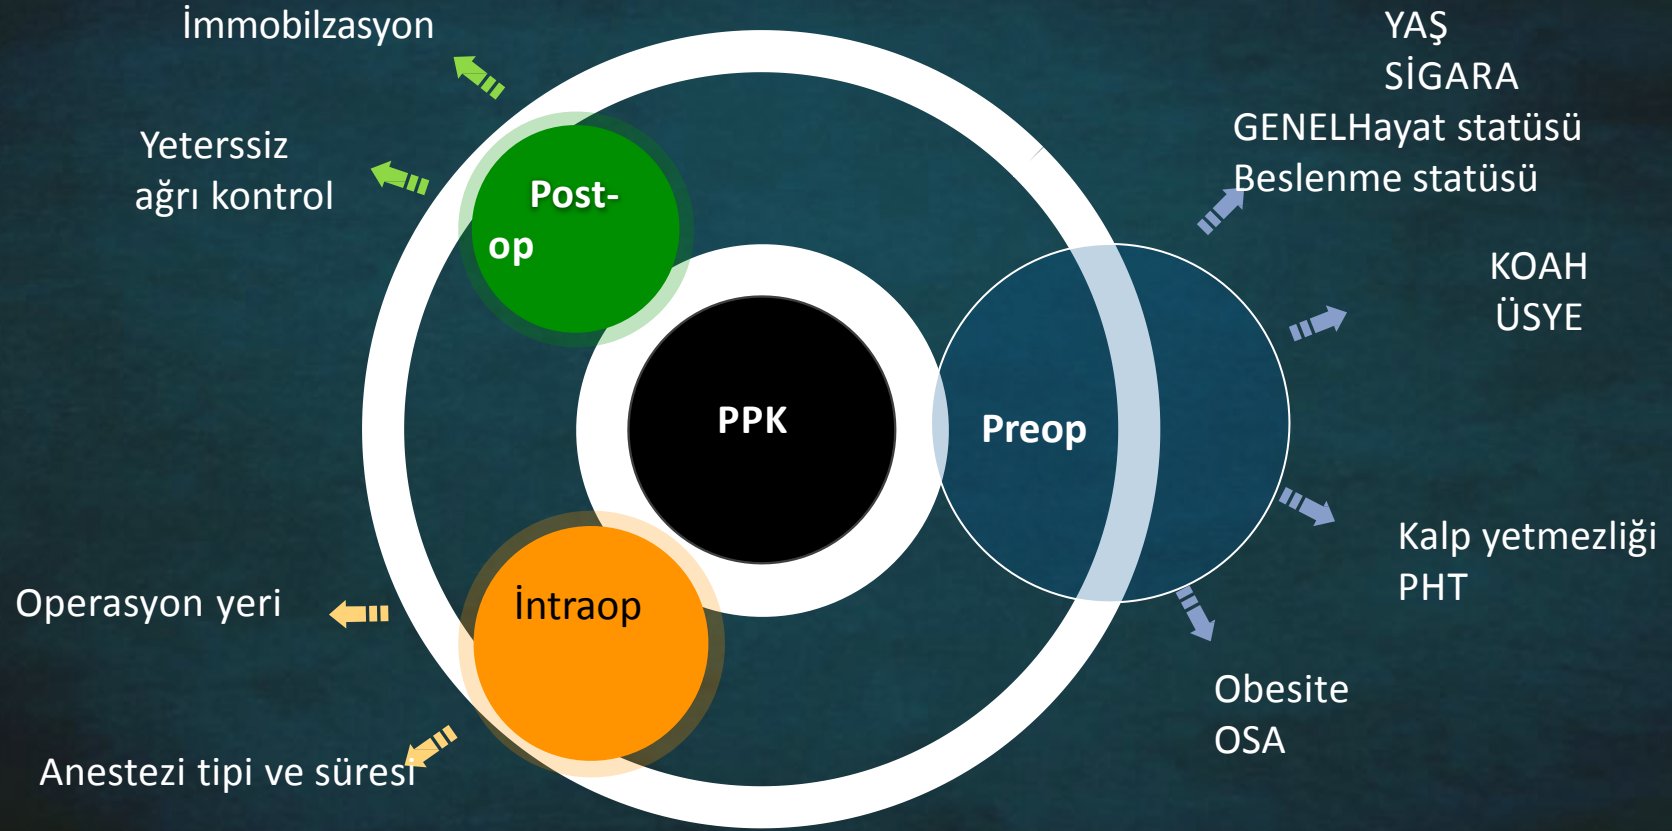 İmmobilzasyon
Yeterssiz
ağrı kontrol
Post-
op
PPK
Preop
İntraop
Operasyon yeri
Anestezi tipi ve süresi
YAŞ
SİGARA
GENELHayat statüsü
Beslenme statüsü
KOAH
ÜSYE
Kalp yetmezliği
PHT
Obesite
OSA